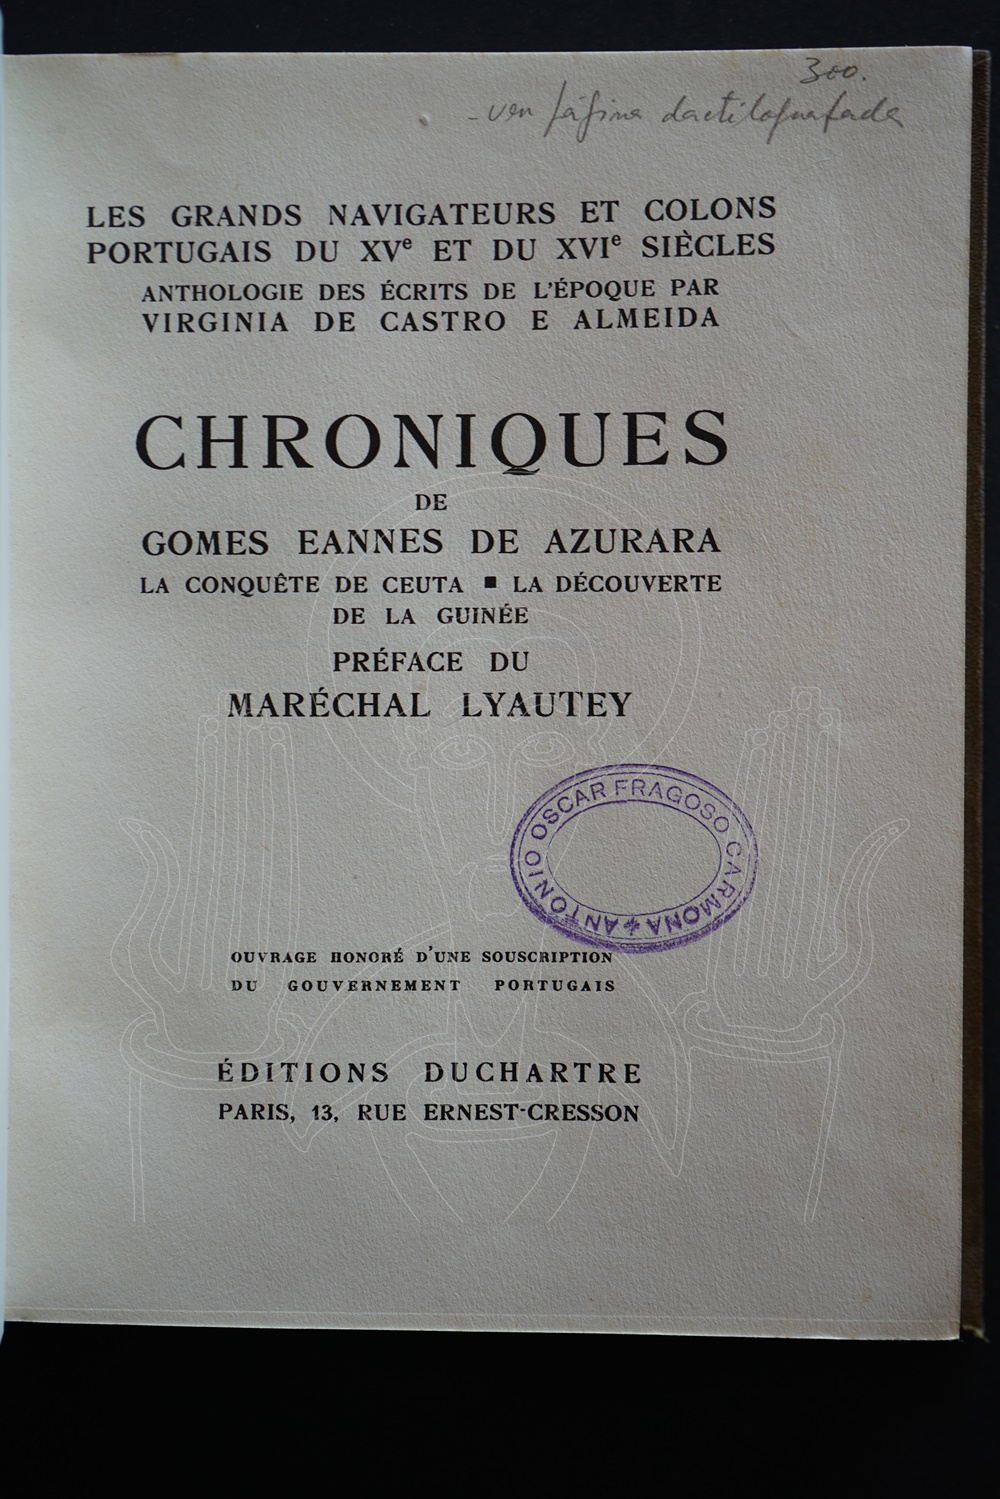 300.
- ver página dactilografada
LES GRANDS NAVIGATEURS ET COLONS
PORTUGAIS DU XVe ET DU XVIe SIÈCLES
ANTHOLOGIE DES ÉCRITS DE L'ÉPOQUE PAR
VIRGINIA DE CASTRO E ALMEIDA
CHRONIQUES
DE
GOMES EANNES DE AZURARA
LA CONQUÊTE DE CEUTA ■ LA DÉCOUVERTE
DE LA GUINÉE
PRÉFACE DU
MARÉCHAL LYAUTEY
ANTONIO OSCAR FRAGOSO CARMONA
OUVRAGE HONORÉ D'UNE SOUSCRIPTION
DU GOUVERNEMENT PORTUGAIS
ÉDITIONS DUCHARTRE
PARIS, 13, RUE ERNEST-CRESSON